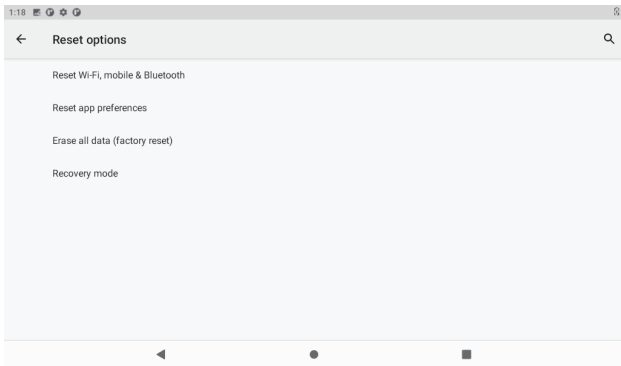 1:18
Reset options
Reset Wi-Fi, mobile & Bluetooth
Reset app preferences
Erase all data (factory reset)
Recovery mode